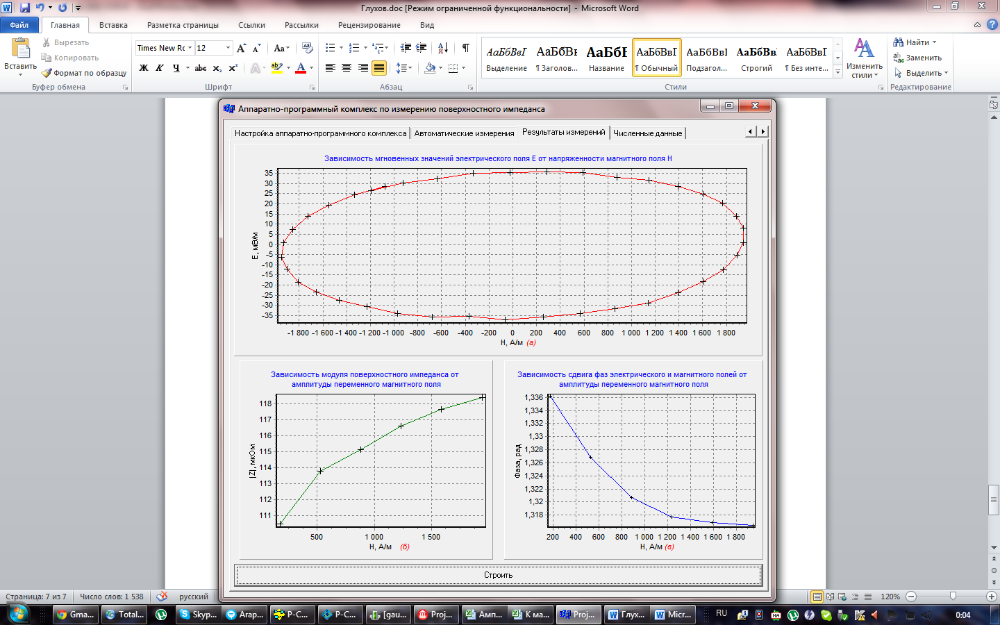 Глухов.doc [Режим ограниченной функциональности] - Microsoft Word
Файл Главная Вставка Разметка страницы Ссылки Рассылки Рецензирование Вид
Вставить
Вырезать
Копировать
Формат по образцу
Буфер обмена
Times New Rc 12
Ж К Ч abc x₂ x²
Шрифт
Абзац
АаБбВвІ АаБбВв АаБбВ АаБбВвІ АаБбВвІ АаБбВв АаБбВвІ
Выделение ¶ Заголов... Название ¶ Обычный Подзагол... Строгий ¶ Без инте...
Стили
Изменить стили
Найти
Заменить
Выделить
Редактирование
Аппаратно-программный комплекс по измерению поверхностного импеданса
Настройка аппаратно-программного комплекса Автоматические измерения Результаты измерений Численные данные
Зависимость мгновенных значений электрического поля E от напряженности магнитного поля H
35
30
25
20
15
10
5
0
-5
-10
-15
-20
-25
-30
-35
E, мВ/м
-1 800 -1 600 -1 400 -1 200 -1 000 -800 -600 -400 -200 0 200 400 600 800 1 000 1 200 1 400 1 600 1 800
H, А/м (а)
Зависимость модуля поверхностного импеданса от
амплитуды переменного магнитного поля
118
117
116
115
114
113
112
111
|Z|, мкОм
500 1 000 1 500
H, А/м (б)
Зависимость сдвига фаз электрического и магнитного полей от
амплитуды переменного магнитного поля
1,336
1,334
1,332
1,33
1,328
1,326
1,324
1,322
1,32
1,318
Фаза, рад
200 400 600 800 1 000 1 200 1 400 1 600 1 800
H, А/м (в)
Строить
Страница: 7 из 7 Число слов: 1 538 русский 120%
Gma... Total... Skyp... Arap... P-C... P-C... [gau... Proj... Амп... К ма... Proj... Глух... Micr... RU 0:04